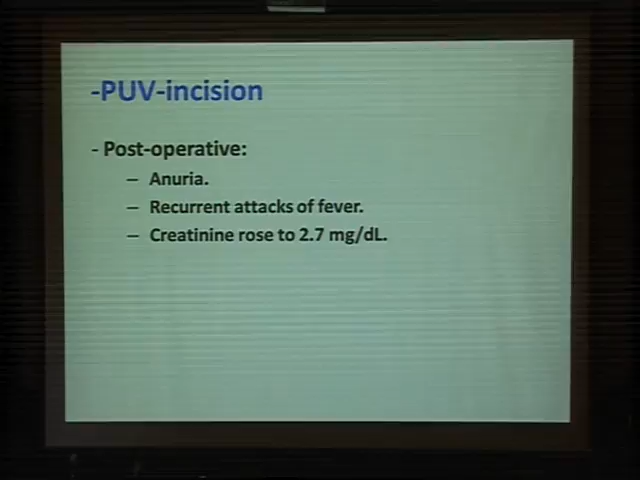 -PUV-incision
- Post-operative:
– Anuria.
– Recurrent attacks of fever.
– Creatinine rose to 2.7 mg/dL.